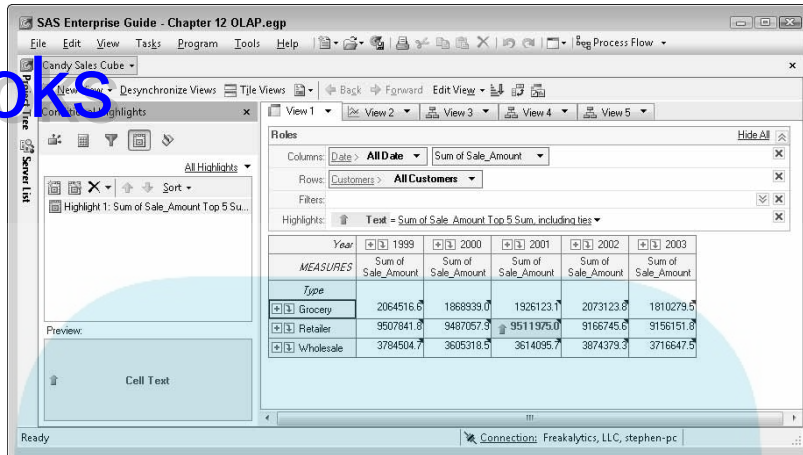 SAS Enterprise Guide - Chapter 12 OLAP.egp
File Edit View Tasks Program Tools Help Process Flow
Candy Sales Cube
oks
Desynchronize Views Tile Views Back Forward Edit View
Project Tree
Server List
Highlights
View 1 View 2 View 3 View 4 View 5
All Highlights
Sort
Highlight 1: Sum of Sale_Amount Top 5 Su...
Preview:
Cell Text
Roles Hide All
Columns: Date > All Date Sum of Sale_Amount
Rows: Customers > All Customers
Filters:
Highlights: Text = Sum of Sale Amount Top 5 Sum, including ties
Year 1999 2000 2001 2002 2003
MEASURES Sum of Sale_Amount Sum of Sale_Amount Sum of Sale_Amount Sum of Sale_Amount Sum of Sale_Amount
Type
Grocery 2064516.6 1868939.0 1926123.1 2073123.8 1810279.5
Retailer 9507841.8 9487057.9 9511975.0 9166745.6 9156151.8
Wholesale 3784504.7 3605318.5 3614095.7 3874379.3 3716647.5
Ready Connection: Freakalytics, LLC, stephen-pc